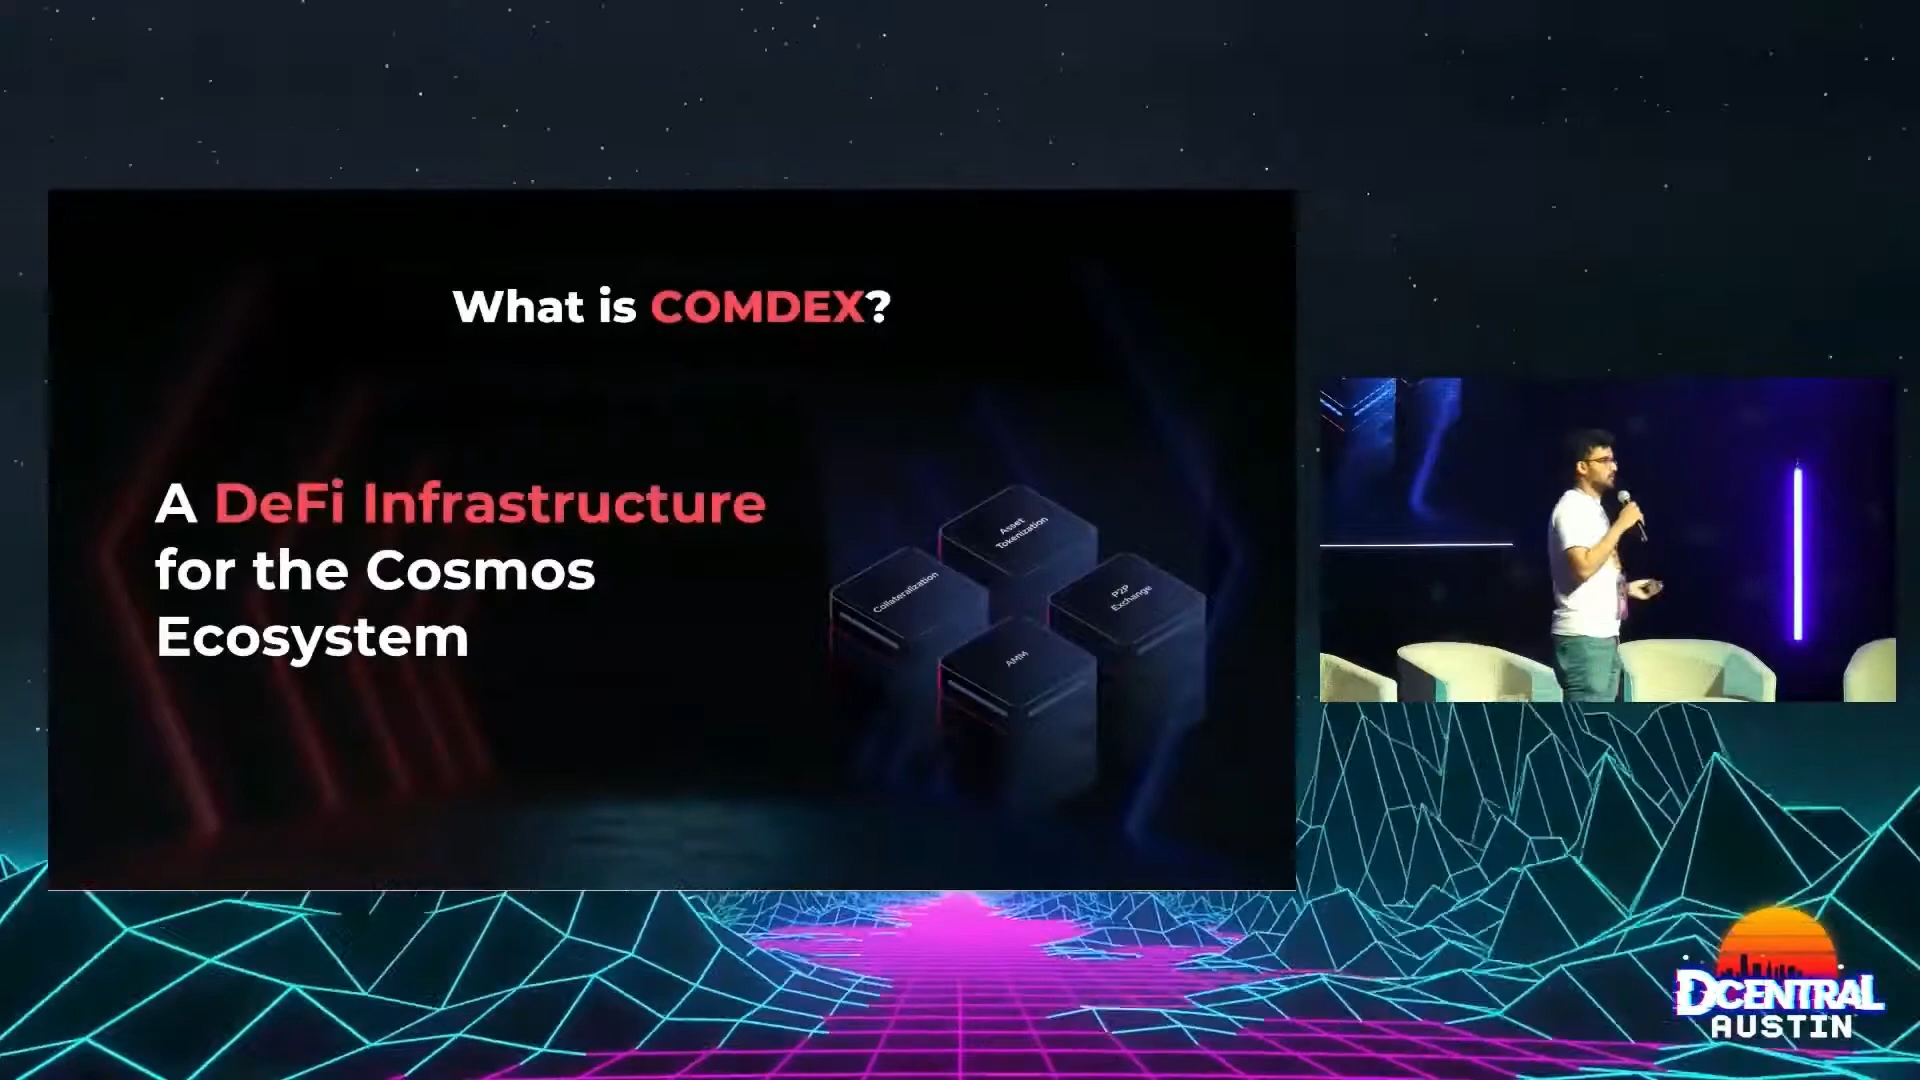 What is COMDEX?
A DeFi Infrastructure
for the Cosmos
Ecosystem
Asset
Tokenization
Collateralization
P2P
Exchange
AMM
DCENTRAL
AUSTIN